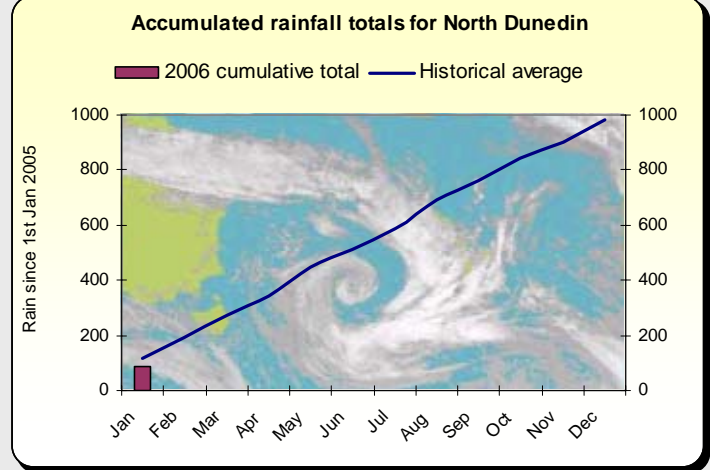 Accumulated rainfall totals for North Dunedin
2006 cumulative total Historical average
Rain since 1st Jan 2005
1000 1000
800 800
600 600
400 400
200 200
0 0
Jan Feb Mar Apr May Jun Jul Aug Sep Oct Nov Dec